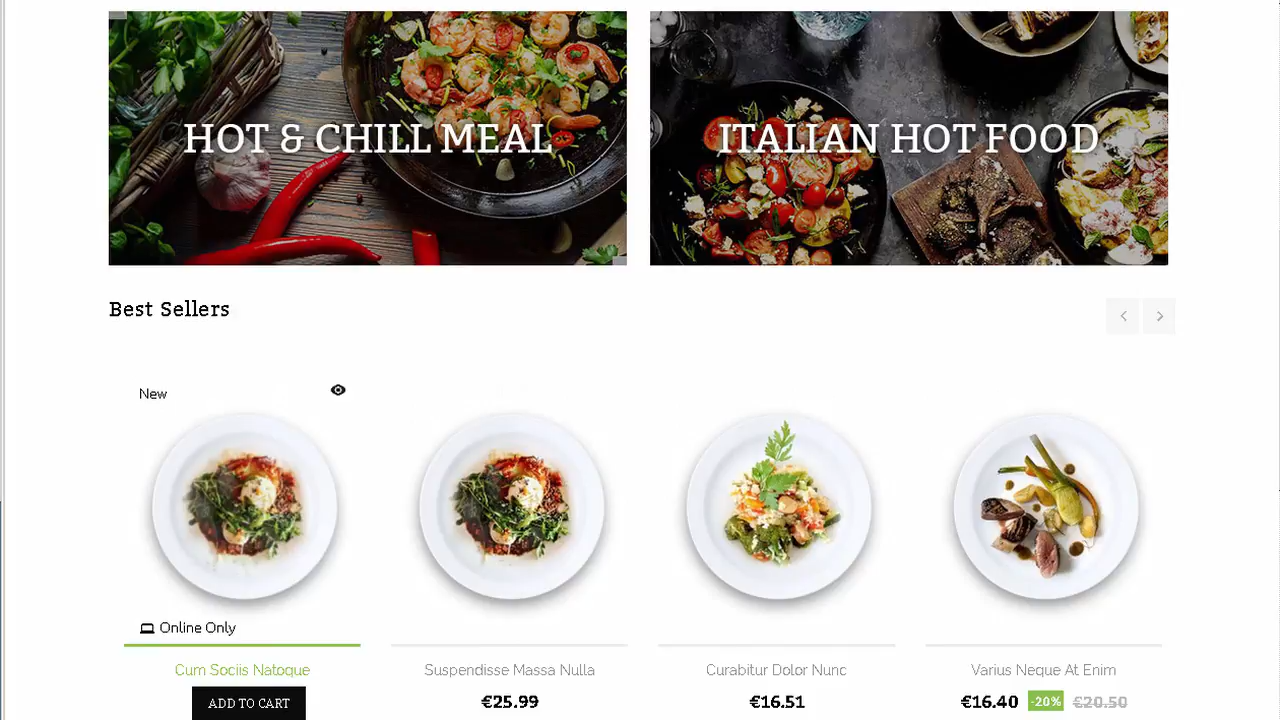 HOT & CHILL MEAL
ITALIAN HOT FOOD
Best Sellers
New
Online Only
Cum Sociis Natoque
Suspendisse Massa Nulla
Curabitur Dolor Nunc
Varius Neque At Enim
ADD TO CART
€25.99
€16.51
€16.40 -20% €20.50